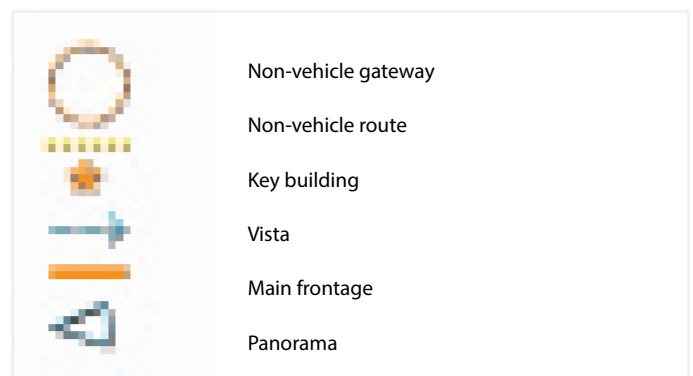 Non-vehicle gateway
Non-vehicle route
Key building
Vista
Main frontage
Panorama